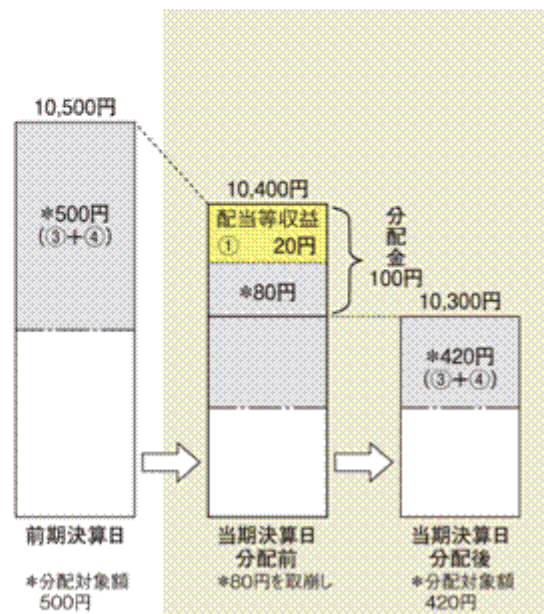 10,500円
*500円
(③+④)
前期決算日
*分配対象額
500円
10,400円
配当等収益
① 20円
*80円
分配金
100円
当期決算日
分配前
*80円を取崩し
10,300円
*420円
(③+④)
当期決算日
分配後
*分配対象額
420円